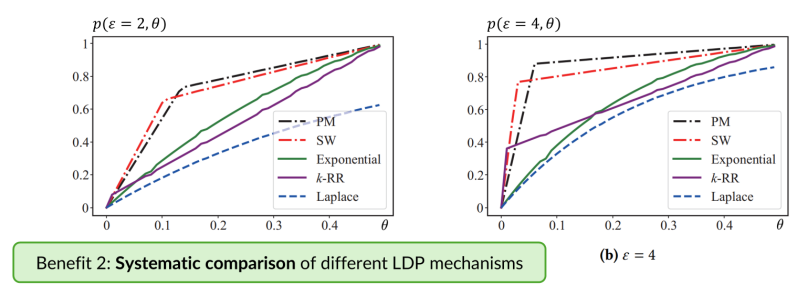 p(ε = 2, θ)
1
0.8
0.6
0.4
0.2
0
0
0.1
0.2
0.3
0.4
θ
PM
SW
Exponential
k-RR
Laplace
p(ε = 4, θ)
1
0.8
0.6
0.4
0.2
0
0
0.1
0.2
0.3
0.4
θ
PM
SW
Exponential
k-RR
Laplace
(b) ε = 4
Benefit 2: Systematic comparison of different LDP mechanisms